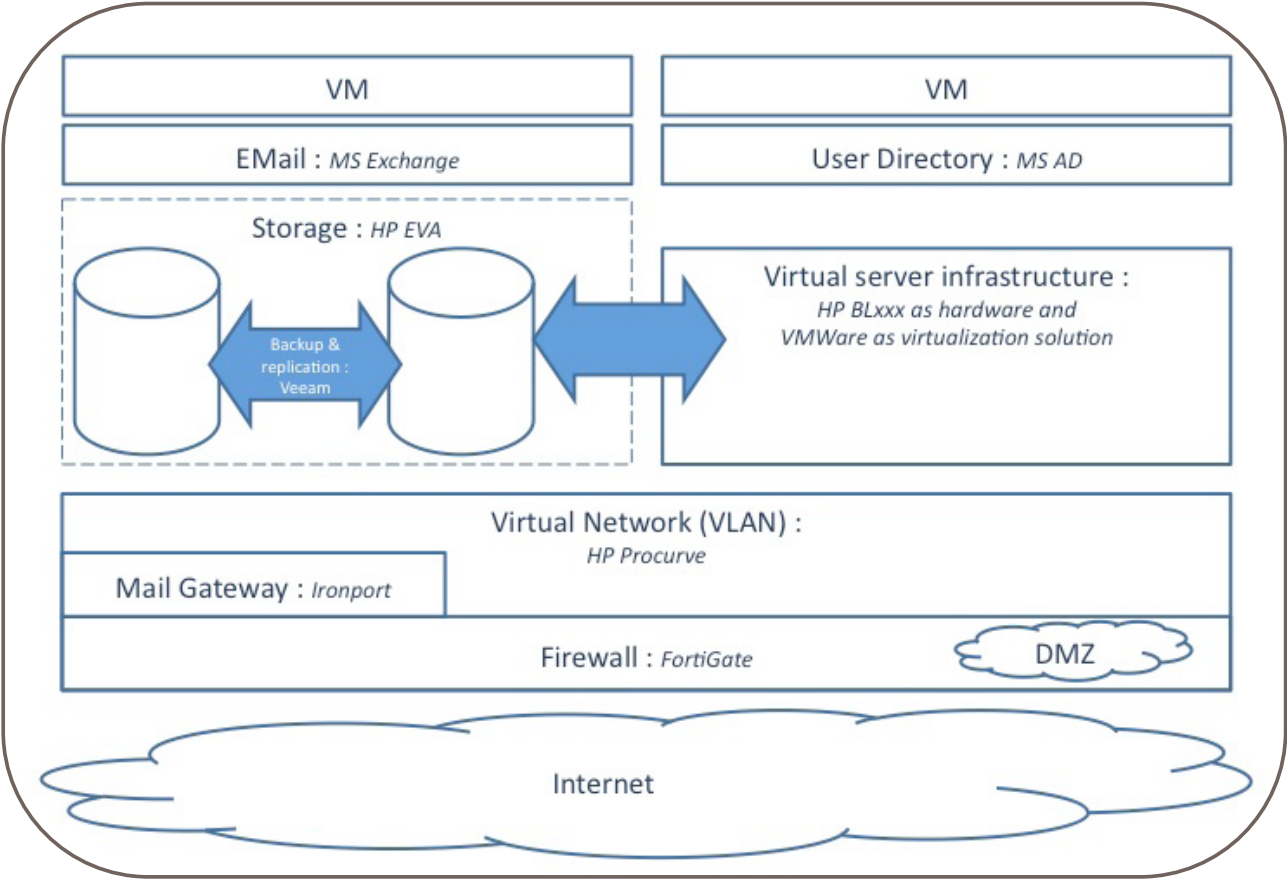 VM
VM
EMail : MS Exchange
User Directory : MS AD
Storage : HP EVA
Backup &
replication :
Veeam
Virtual server infrastructure :
HP BLxxx as hardware and
VMWare as virtualization solution
Virtual Network (VLAN) :
HP Procurve
Mail Gateway : Ironport
Firewall : FortiGate
DMZ
Internet